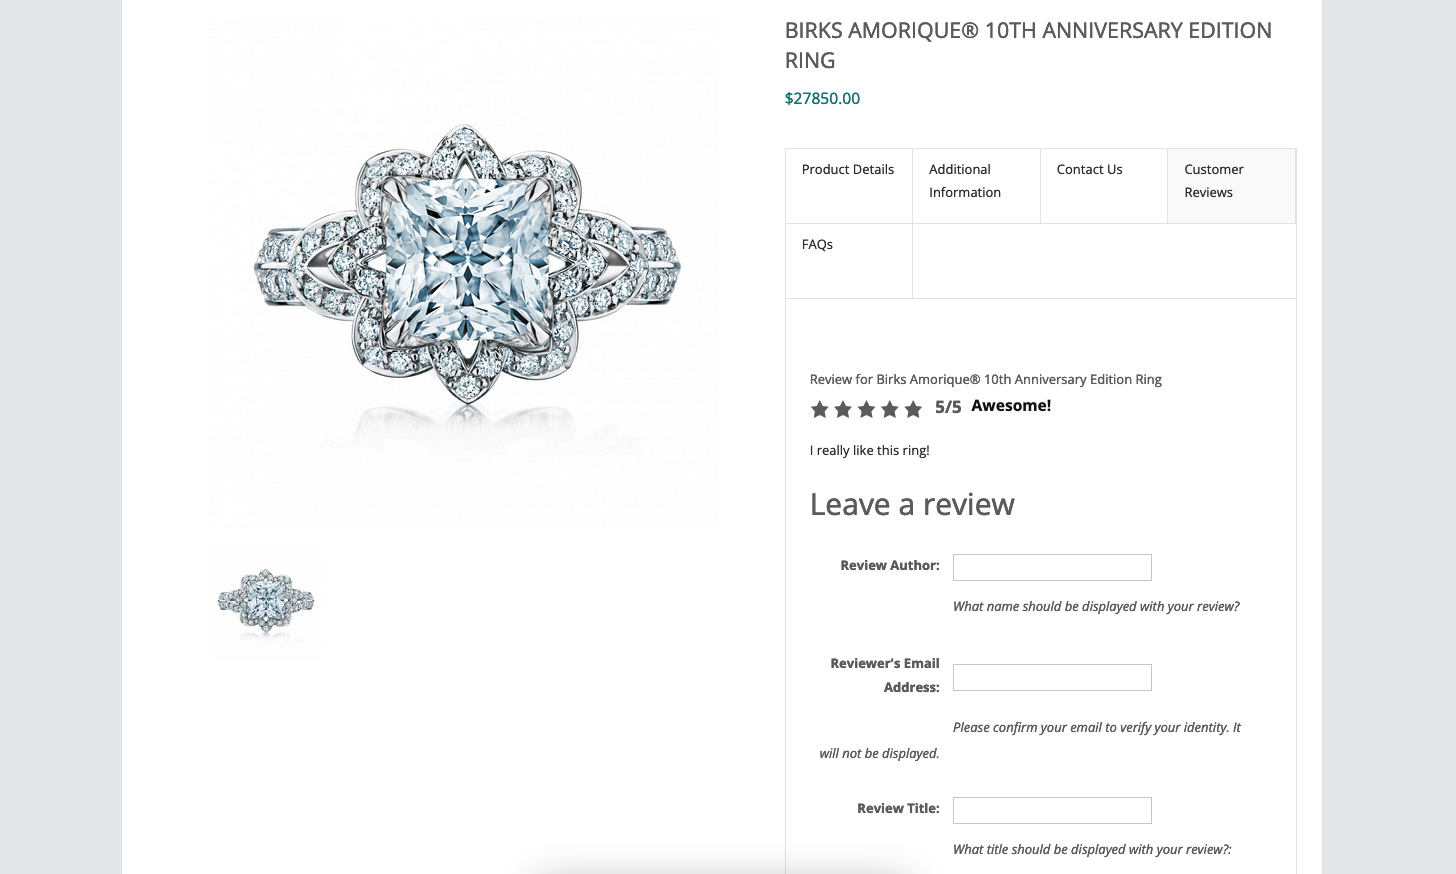 BIRKS AMORIQUE® 10TH ANNIVERSARY EDITION
RING
$27850.00
Product Details
Additional
Information
Contact Us
Customer
Reviews
FAQs
Review for Birks Amorique® 10th Anniversary Edition Ring
5/5 Awesome!
I really like this ring!
Leave a review
Review Author:
What name should be displayed with your review?
Reviewer's Email
Address:
Please confirm your email to verify your identity. It
will not be displayed.
Review Title:
What title should be displayed with your review?: